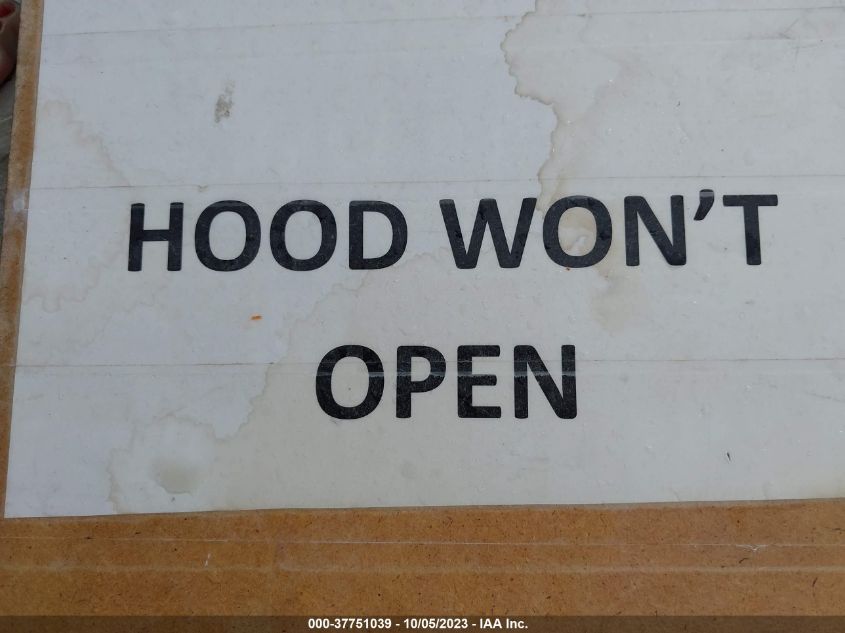 HOOD WON’T
OPEN
000-37751039 - 10/05/2023 - IAA Inc.